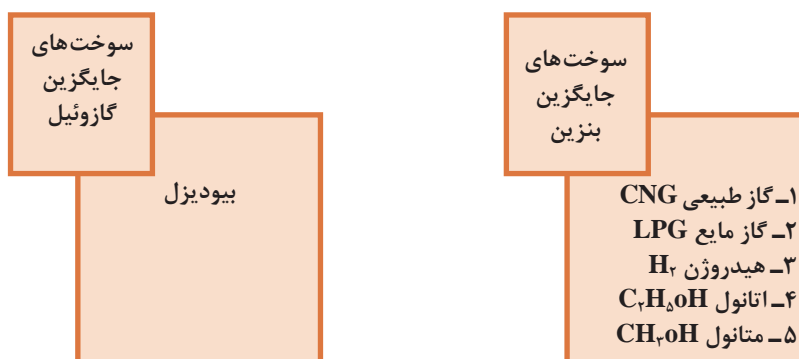 سوخت‌های
جایگزین
بنزین
۱ـ گاز طبیعی CNG
۲ـ گاز مایع LPG
۳ـ هیدروژن H۲
۴ـ اتانول C۲H۵oH
۵ـ متانول CH۳oH
سوخت‌های
جایگزین
گازوئیل
بیودیزل